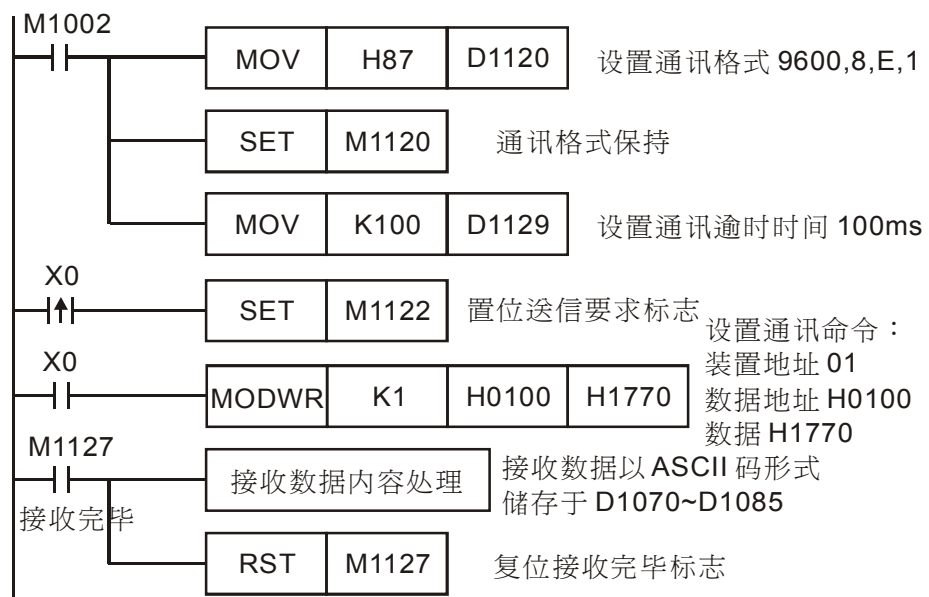 M1002
MOV H87 D1120 设置通讯格式 9600,8,E,1
SET M1120 通讯格式保持
MOV K100 D1129 设置通讯逾时时间 100ms
X0
SET M1122 置位送信要求标志
设置通讯命令：
X0
装置地址 01
MODWR K1 H0100 H1770
数据地址 H0100
数据 H1770
M1127
接收数据内容处理
接收数据以 ASCII 码形式
储存于 D1070~D1085
接收完毕
RST M1127 复位接收完毕标志